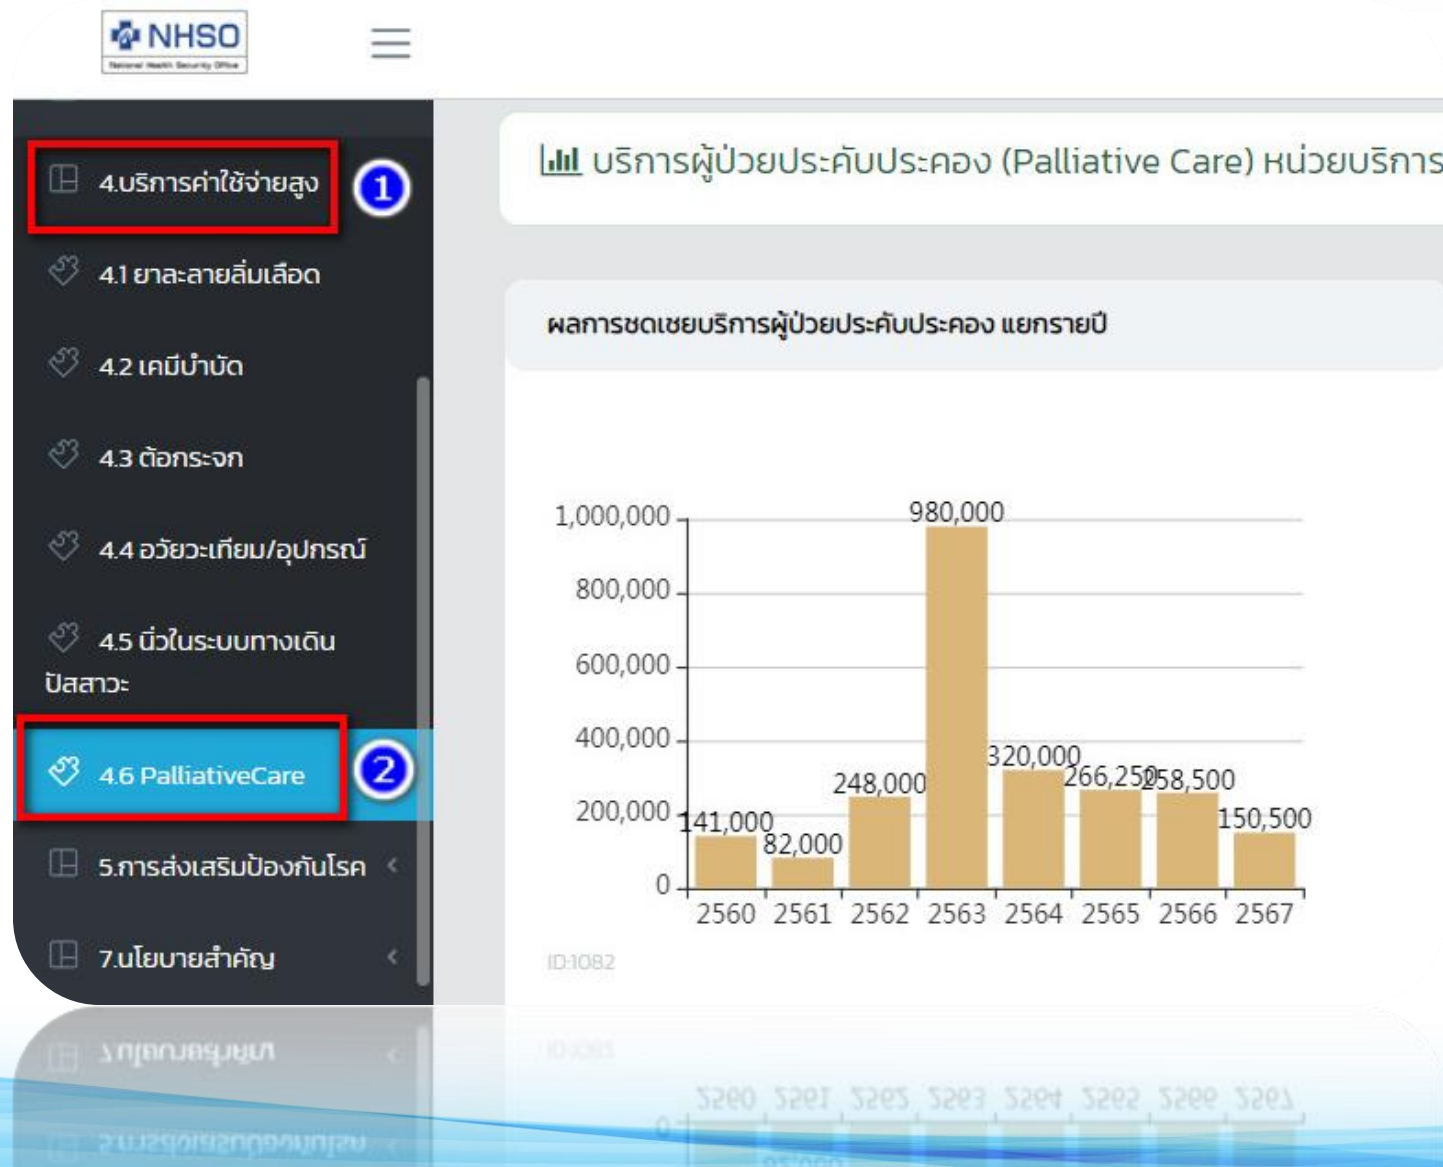 NHSO
National Health Security Office
4.บริการค่าใช้จ่ายสูง
1
4.1 ยาละลายลิ่มเลือด
4.2 เคมีบำบัด
4.3 ต้อกระจก
4.4 อวัยวะเทียม/อุปกรณ์
4.5 นิ่วในระบบทางเดิน
ปัสสาวะ
4.6 PalliativeCare
2
5.การส่งเสริมป้องกันโรค
7.นโยบายสำคัญ
บริการผู้ป่วยประคับประคอง (Palliative Care) หน่วยบริการ
ผลการชดเชยบริการผู้ป่วยประคับประคอง แยกรายปี
1,000,000
800,000
600,000
400,000
200,000
0
141,000
82,000
248,000
980,000
320,000
266,250
258,500
150,500
2560 2561 2562 2563 2564 2565 2566 2567
ID:1082